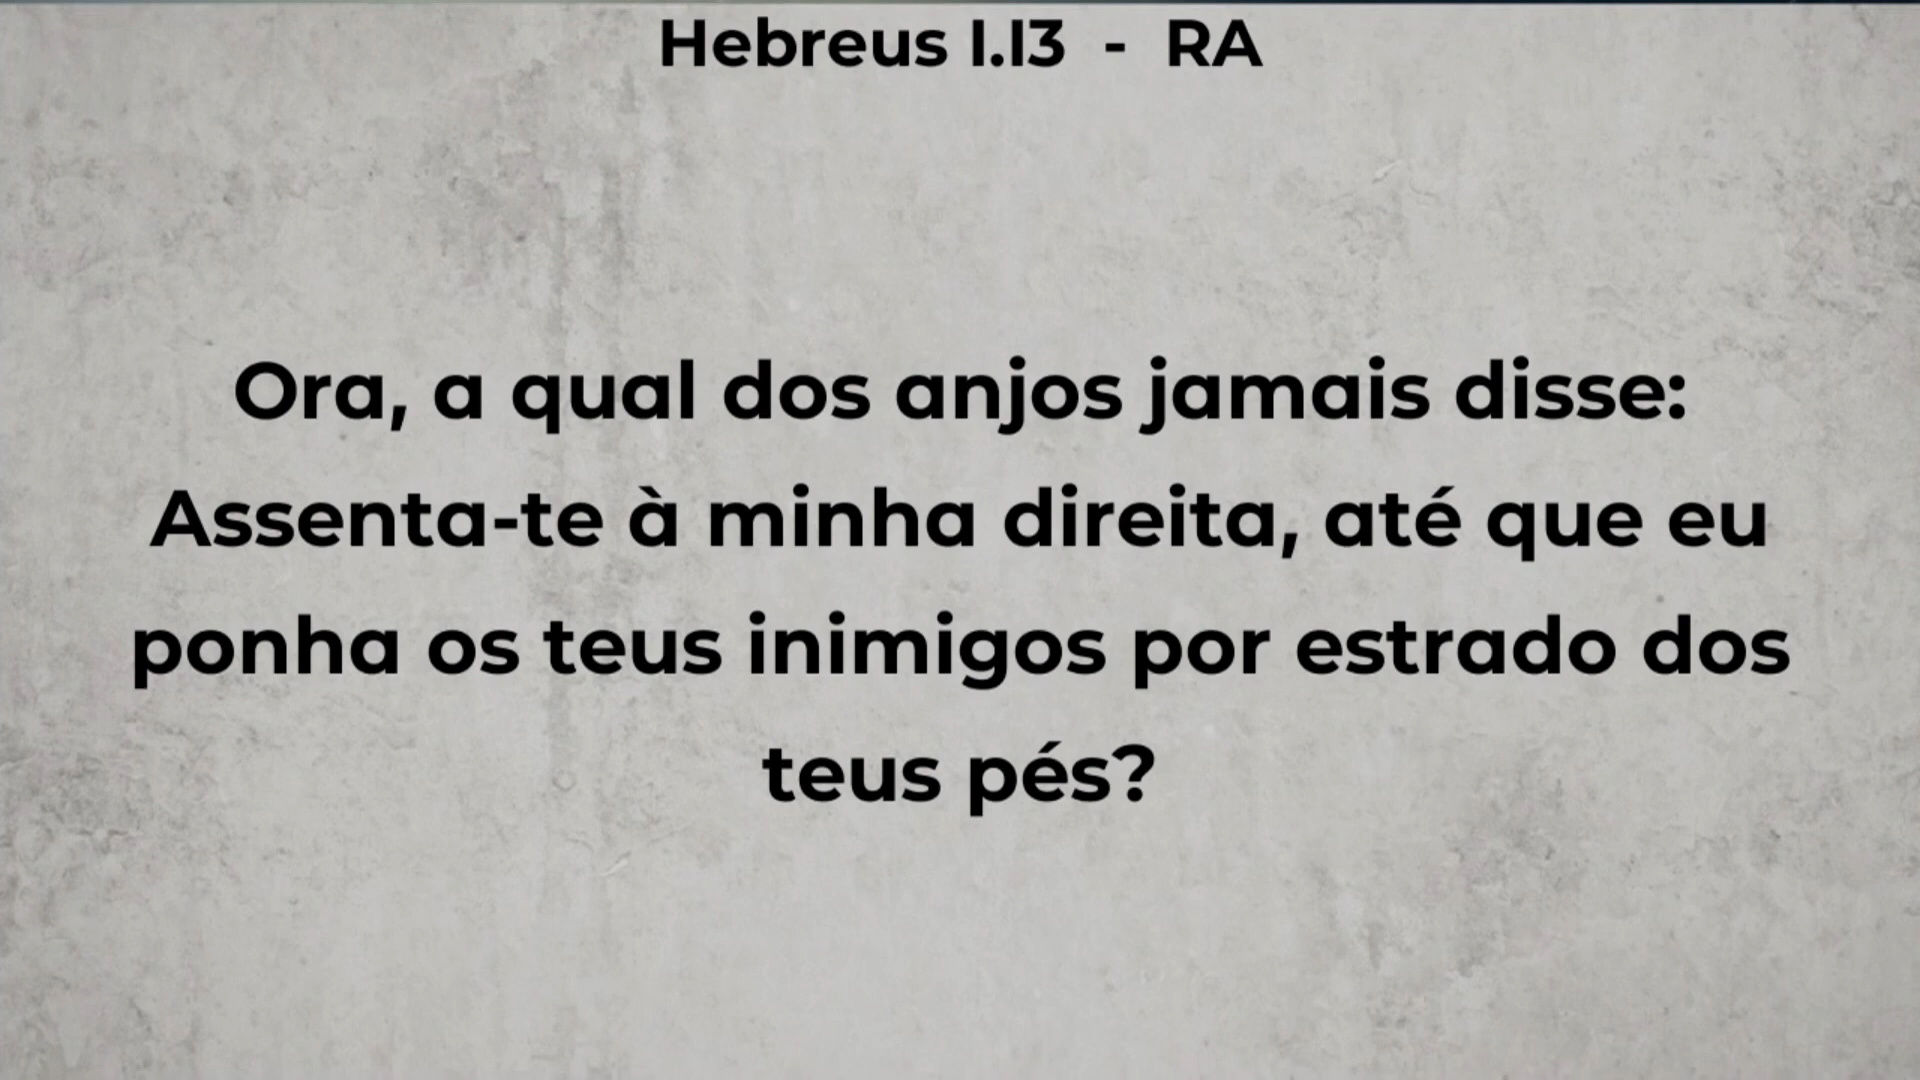 Hebreus 1.13 - RA
Ora, a qual dos anjos jamais disse:
Assenta-te à minha direita, até que eu
ponha os teus inimigos por estrado dos
teus pés?